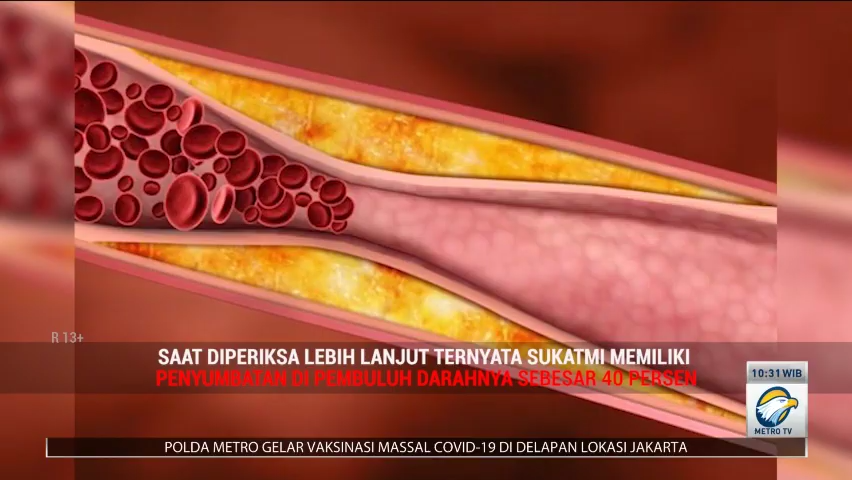 R 13+
SAAT DIPERIKSA LEBIH LANJUT TERNYATA SUKATMI MEMILIKI
PENYUMBATAN DI PEMBULUH DARAHNYA SEBESAR 40 PERSEN
10:31 WIB
METRO TV
POLDA METRO GELAR VAKSINASI MASSAL COVID-19 DI DELAPAN LOKASI JAKARTA